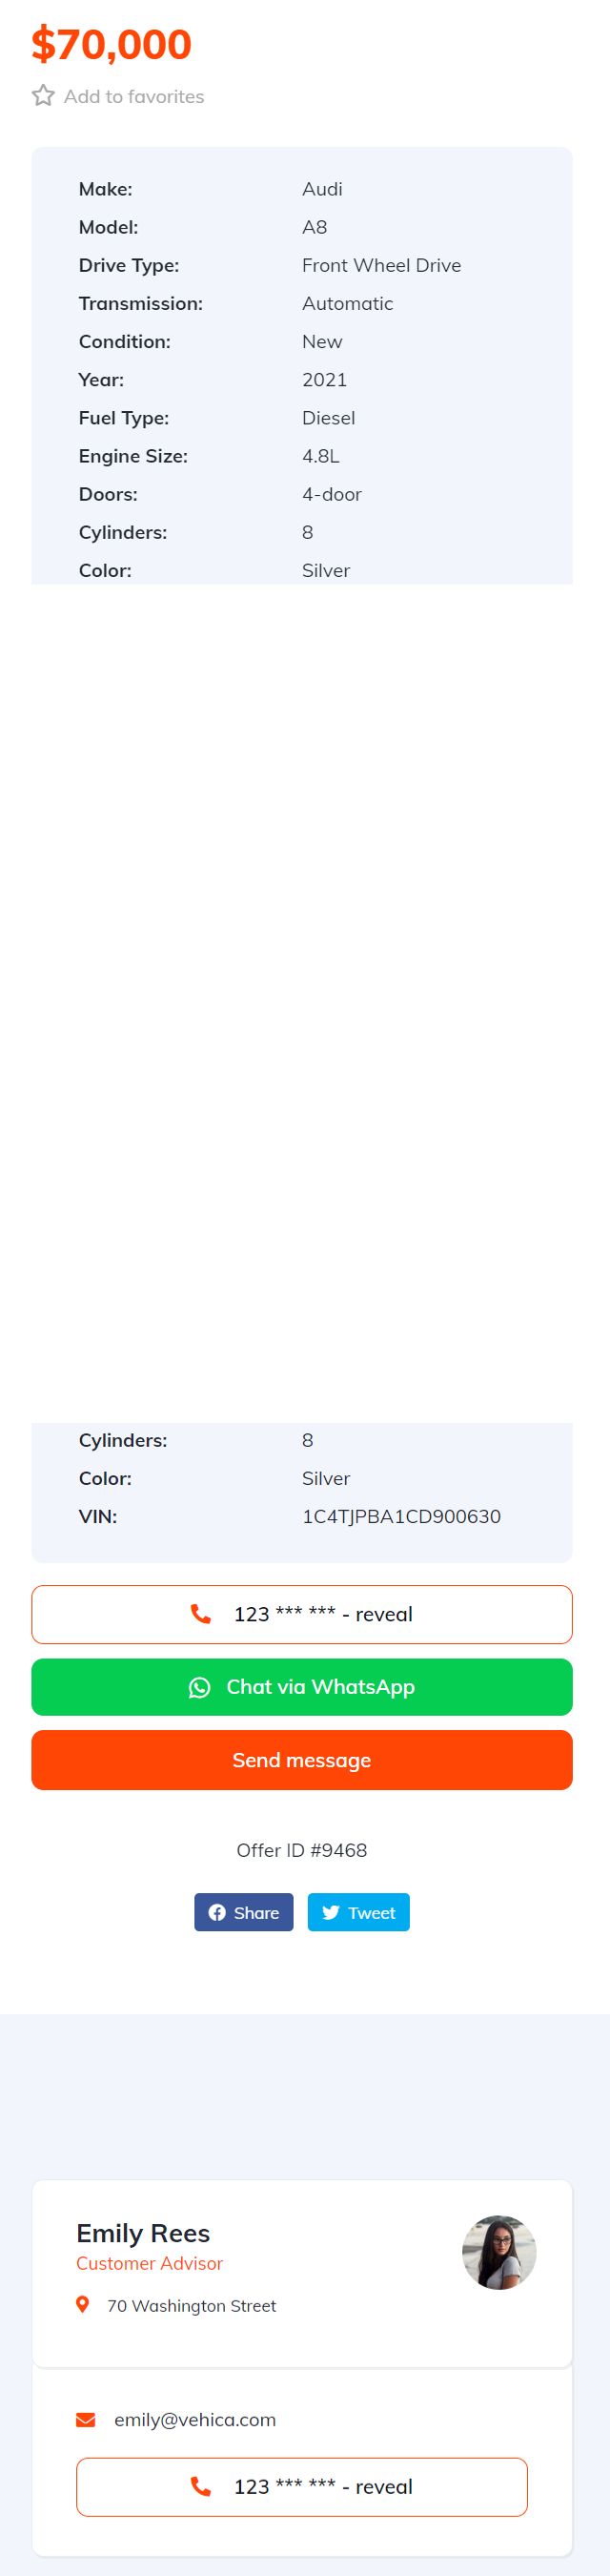 $70,000
Add to favorites
Make: Audi
Model: A8
Drive Type: Front Wheel Drive
Transmission: Automatic
Condition: New
Year: 2021
Fuel Type: Diesel
Engine Size: 4.8L
Doors: 4-door
Cylinders: 8
Color: Silver
Cylinders: 8
Color: Silver
VIN: 1C4TJPBA1CD900630
123 *** *** - reveal
Chat via WhatsApp
Send message
Offer ID #9468
Share Tweet
Emily Rees
Customer Advisor
70 Washington Street
emily@vehica.com
123 *** *** - reveal